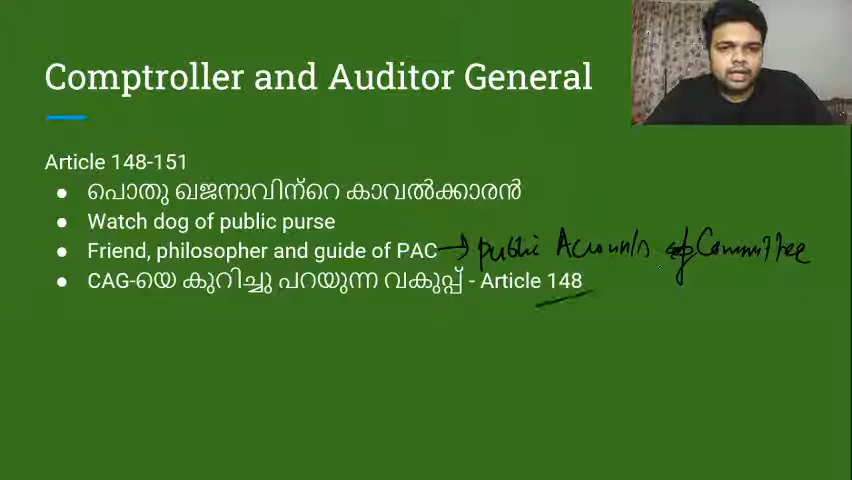 Comptroller and Auditor General
Article 148-151
● പൊതു ഖജനാവിന്റെ കാവൽക്കാരൻ
● Watch dog of public purse
● Friend, philosopher and guide of PAC → Public Accounts Committee
● CAG-യെ കുറിച്ചു പറയുന്ന വകുപ്പ് - Article 148